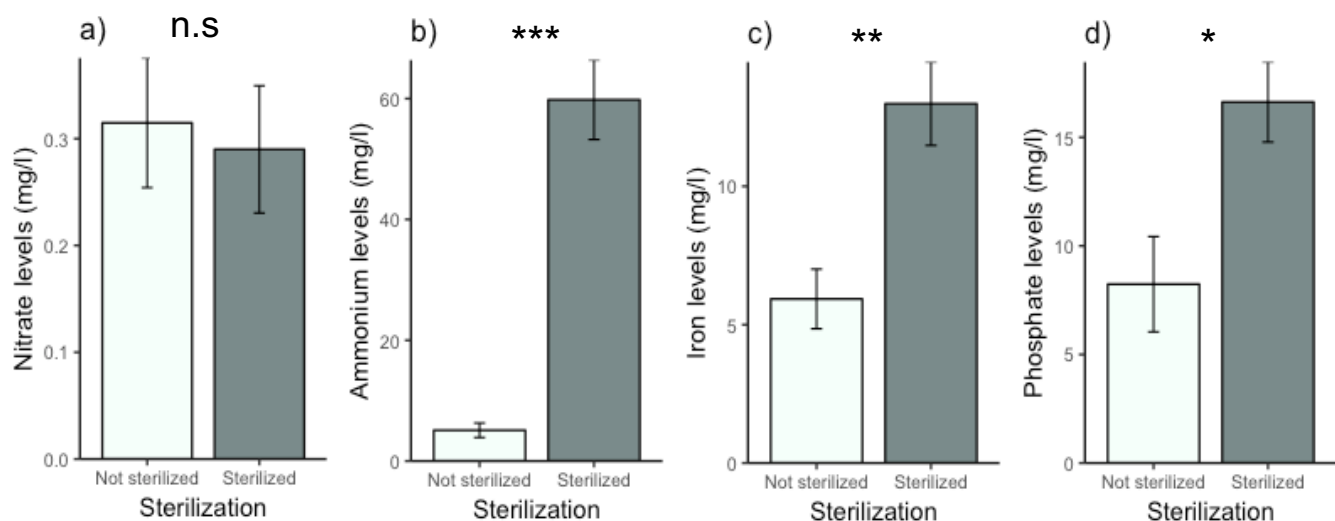 a) n.s
Nitrate levels (mg/l)
0.3
0.2
0.1
0.0
Not sterilized Sterilized
Sterilization
b) ***
Ammonium levels (mg/l)
60
40
20
0
Not sterilized Sterilized
Sterilization
c) **
Iron levels (mg/l)
10
5
0
Not sterilized Sterilized
Sterilization
d) *
Phosphate levels (mg/l)
15
10
5
0
Not sterilized Sterilized
Sterilization